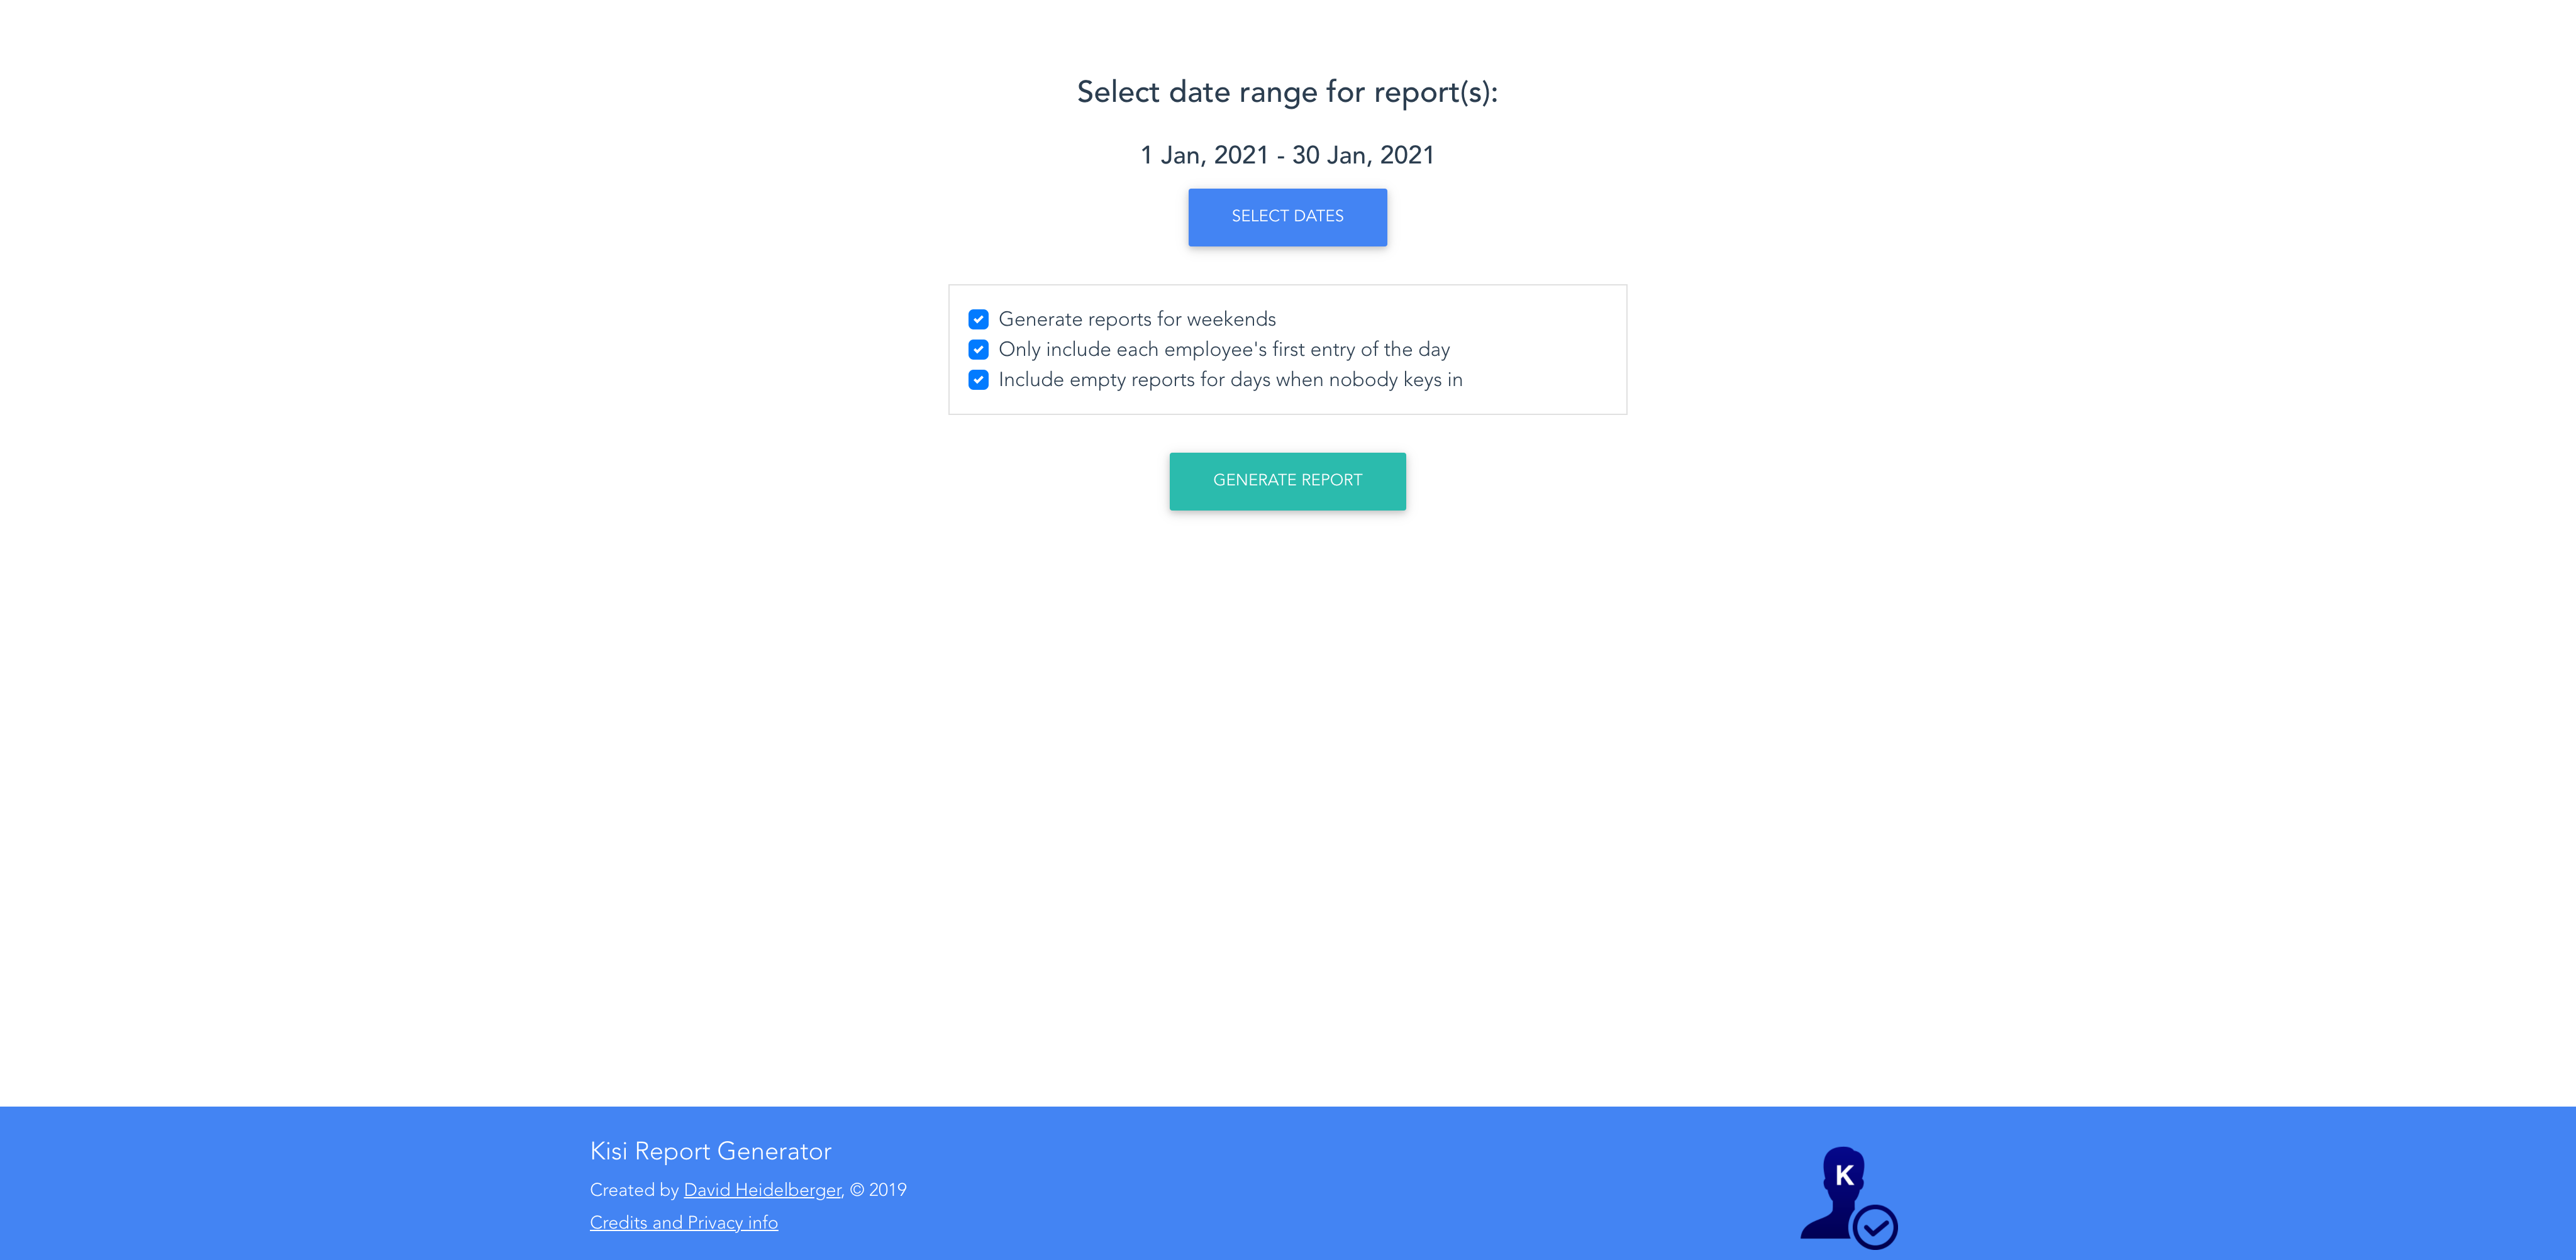 Select date range for report(s):
1 Jan, 2021 - 30 Jan, 2021
SELECT DATES
Generate reports for weekends
Only include each employee's first entry of the day
Include empty reports for days when nobody keys in
GENERATE REPORT
Kisi Report Generator
Created by David Heidelberger, © 2019
Credits and Privacy info
K